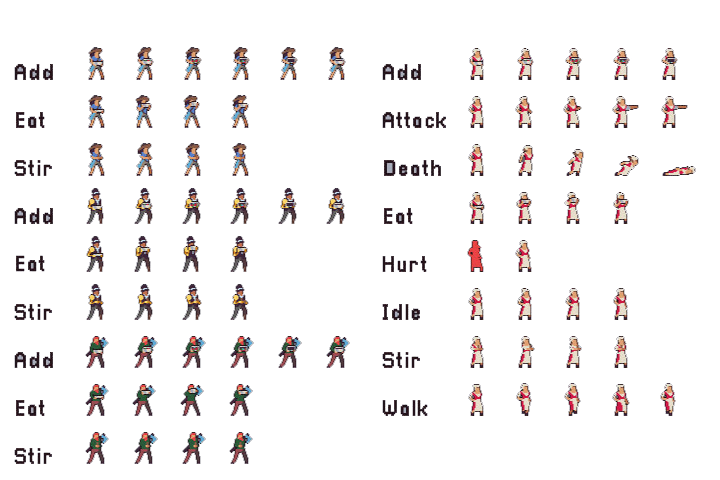 Add
Eat
Stir
Add
Eat
Stir
Add
Eat
Stir
Add
Attack
Death
Eat
Hurt
Idle
Stir
Walk